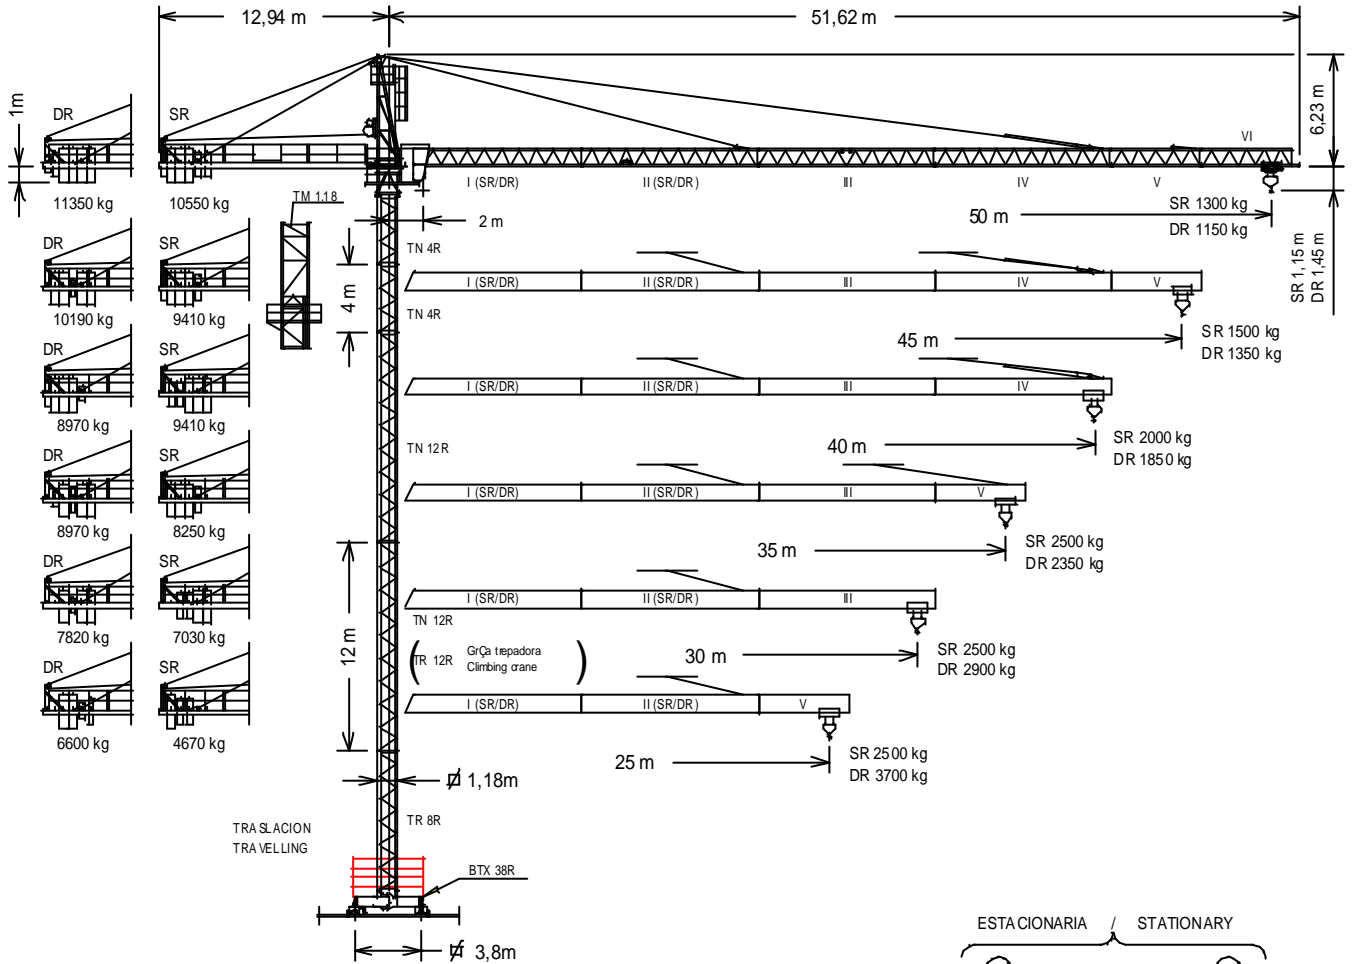 12,94 m
51,62 m
1m
DR
SR
6,23 m
VI
I (SR/DR)
II (SR/DR)
III
IV
V
11350 kg
10550 kg
TM 1.18
2 m
50 m
SR 1300 kg
DR 1150 kg
SR 1,15 m
DR 1,45 m
DR
SR
TN 4R
4 m
I (SR/DR)
II (SR/DR)
III
IV
V
10190 kg
9410 kg
TN 4R
45 m
SR 1500 kg
DR 1350 kg
DR
SR
I (SR/DR)
II (SR/DR)
III
IV
8970 kg
9410 kg
40 m
SR 2000 kg
DR 1850 kg
DR
SR
TN 12R
I (SR/DR)
II (SR/DR)
III
V
8970 kg
8250 kg
35 m
SR 2500 kg
DR 2350 kg
DR
SR
I (SR/DR)
II (SR/DR)
III
7820 kg
7030 kg
TN 12R
12 m
30 m
SR 2500 kg
DR 2900 kg
DR
SR
( TR 12R GrÇa trepadora )
Climbing crane
I (SR/DR)
II (SR/DR)
V
6600 kg
4670 kg
25 m
SR 2500 kg
DR 3700 kg
1,18m
TR 8R
TRASLACION
TRAVELLING
BTX 38R
3,8m
ESTACIONARIA / STATIONARY